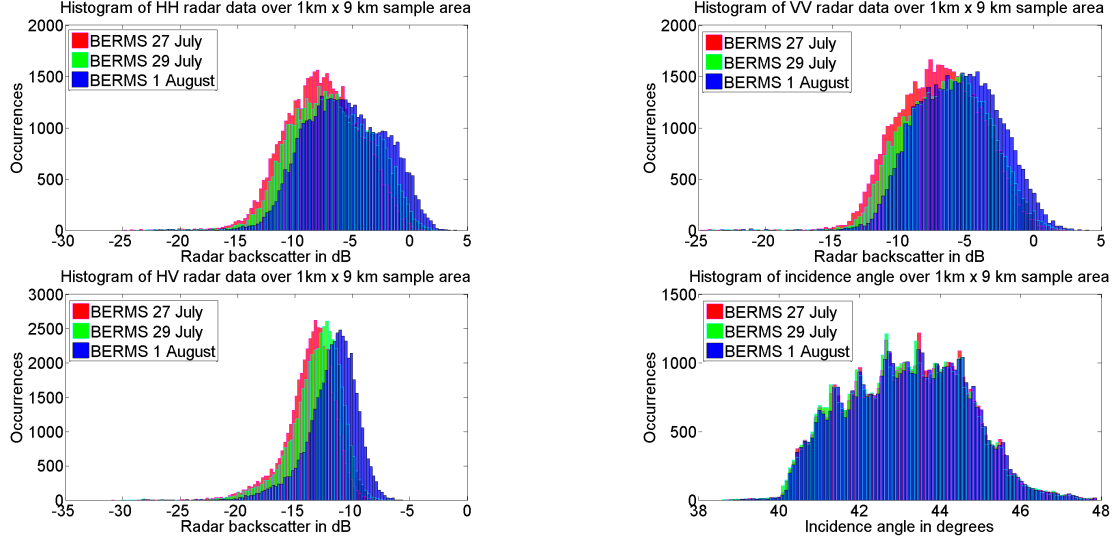 Histogram of HH radar data over 1km x 9 km sample area
2000
1500
1000
500
0
Occurrences
BERMS 27 July
BERMS 29 July
BERMS 1 August
-30 -25 -20 -15 -10 -5 0 5
Radar backscatter in dB
Histogram of VV radar data over 1km x 9 km sample area
2000
1500
1000
500
0
Occurrences
BERMS 27 July
BERMS 29 July
BERMS 1 August
-25 -20 -15 -10 -5 0 5
Radar backscatter in dB
Histogram of HV radar data over 1km x 9 km sample area
3000
2500
2000
1500
1000
500
0
Occurrences
BERMS 27 July
BERMS 29 July
BERMS 1 August
-35 -30 -25 -20 -15 -10 -5 -0
Radar backscatter in dB
Histogram of incidence angle over 1km x 9 km sample area
1500
1000
500
0
Occurrences
BERMS 27 July
BERMS 29 July
BERMS 1 August
38 40 42 44 46 48
Incidence angle in degrees